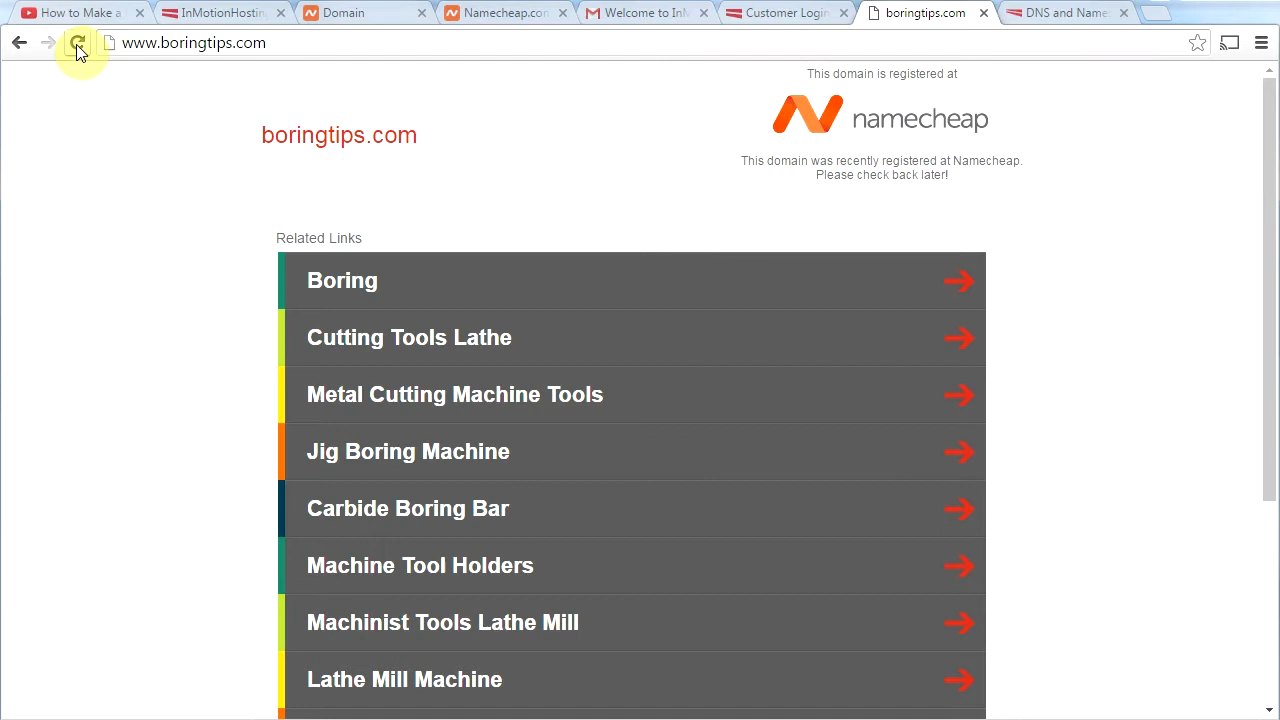 How to Make a
InMotionHosting
Domain
Namecheap.com
Welcome to InM
Customer Login
boringtips.com
DNS and Name
www.boringtips.com
This domain is registered at
namecheap
boringtips.com
This domain was recently registered at Namecheap.
Please check back later!
Related Links
Boring
Cutting Tools Lathe
Metal Cutting Machine Tools
Jig Boring Machine
Carbide Boring Bar
Machine Tool Holders
Machinist Tools Lathe Mill
Lathe Mill Machine